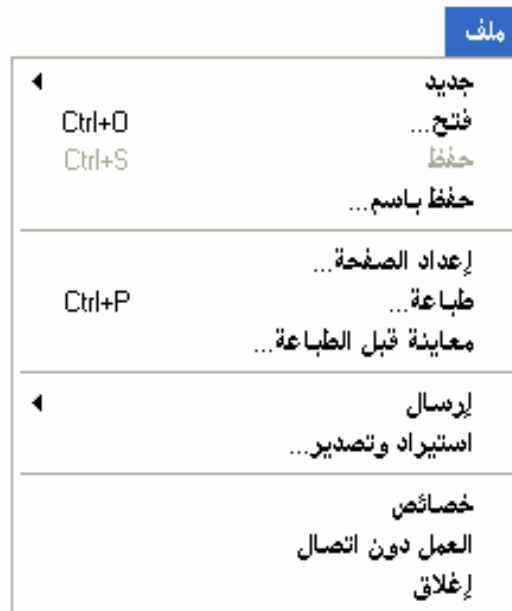 ملف
جديد
فتح... Ctrl+O
حفظ Ctrl+S
حفظ باسم...
إعداد الصفحة...
طباعة... Ctrl+P
معاينة قبل الطباعة...
إرسال
استيراد وتصدير...
خصائص
العمل دون اتصال
إغلاق